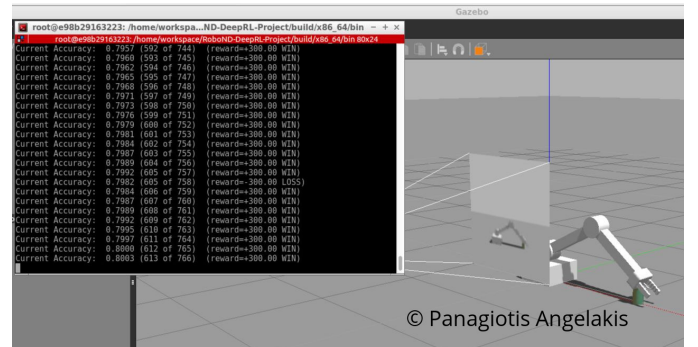 Gazebo
root@e98b29163223: /home/workspa...ND-DeepRL-Project/build/x86_64/bin
root@e98b29163223: /home/workspace/RoboND-DeepRL-Project/build/x86_64/bin 80x24
Current Accuracy: 0.7957 (592 of 744) (reward=+300.00 WIN)
Current Accuracy: 0.7960 (593 of 745) (reward=+300.00 WIN)
Current Accuracy: 0.7962 (594 of 746) (reward=+300.00 WIN)
Current Accuracy: 0.7965 (595 of 747) (reward=+300.00 WIN)
Current Accuracy: 0.7968 (596 of 748) (reward=+300.00 WIN)
Current Accuracy: 0.7971 (597 of 749) (reward=+300.00 WIN)
Current Accuracy: 0.7973 (598 of 750) (reward=+300.00 WIN)
Current Accuracy: 0.7976 (599 of 751) (reward=+300.00 WIN)
Current Accuracy: 0.7979 (600 of 752) (reward=+300.00 WIN)
Current Accuracy: 0.7981 (601 of 753) (reward=+300.00 WIN)
Current Accuracy: 0.7984 (602 of 754) (reward=+300.00 WIN)
Current Accuracy: 0.7987 (603 of 755) (reward=+300.00 WIN)
Current Accuracy: 0.7989 (604 of 756) (reward=+300.00 WIN)
Current Accuracy: 0.7992 (605 of 757) (reward=+300.00 WIN)
Current Accuracy: 0.7982 (605 of 758) (reward=-300.00 LOSS)
Current Accuracy: 0.7984 (606 of 759) (reward=+300.00 WIN)
Current Accuracy: 0.7987 (607 of 760) (reward=+300.00 WIN)
Current Accuracy: 0.7989 (608 of 761) (reward=+300.00 WIN)
Current Accuracy: 0.7992 (609 of 762) (reward=+300.00 WIN)
Current Accuracy: 0.7995 (610 of 763) (reward=+300.00 WIN)
Current Accuracy: 0.7997 (611 of 764) (reward=+300.00 WIN)
Current Accuracy: 0.8000 (612 of 765) (reward=+300.00 WIN)
Current Accuracy: 0.8003 (613 of 766) (reward=+300.00 WIN)
© Panagiotis Angelakis